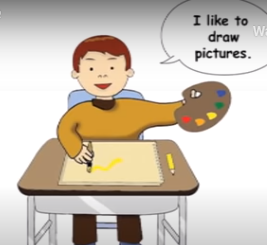 I like to
draw
pictures.